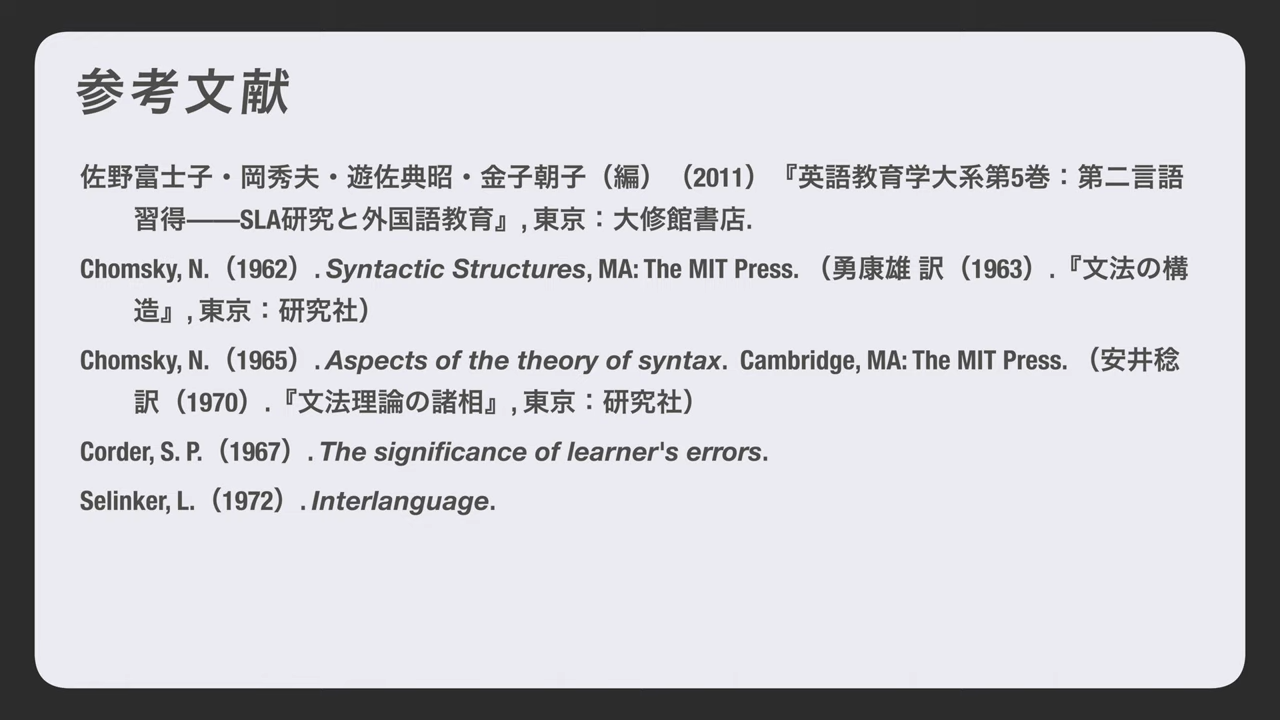 参考文献
佐野富士子・岡秀夫・遊佐典昭・金子朝子（編）（2011）『英語教育学大系第5巻：第二言語
習得――SLA研究と外国語教育』, 東京：大修館書店.
Chomsky, N.（1962）. Syntactic Structures, MA: The MIT Press. （勇康雄 訳（1963）.『文法の構
造』, 東京：研究社）
Chomsky, N.（1965）. Aspects of the theory of syntax. Cambridge, MA: The MIT Press. （安井稔
訳（1970）.『文法理論の諸相』, 東京：研究社）
Corder, S. P.（1967）. The significance of learner's errors.
Selinker, L.（1972）. Interlanguage.